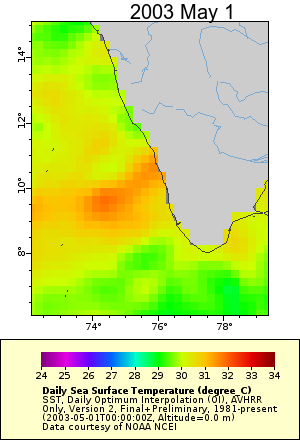 2003 May 1
14°
12°
10°
8°
74° 76° 78°
24 25 26 27 28 29 30 31 32 33 34
Daily Sea Surface Temperature (degree_C)
SST, Daily Optimum Interpolation (OI), AVHRR
Only, Version 2, Final+Preliminary, 1981-present
(2003-05-01T00:00:00Z, Altitude=0.0 m)
Data courtesy of NOAA NCEI